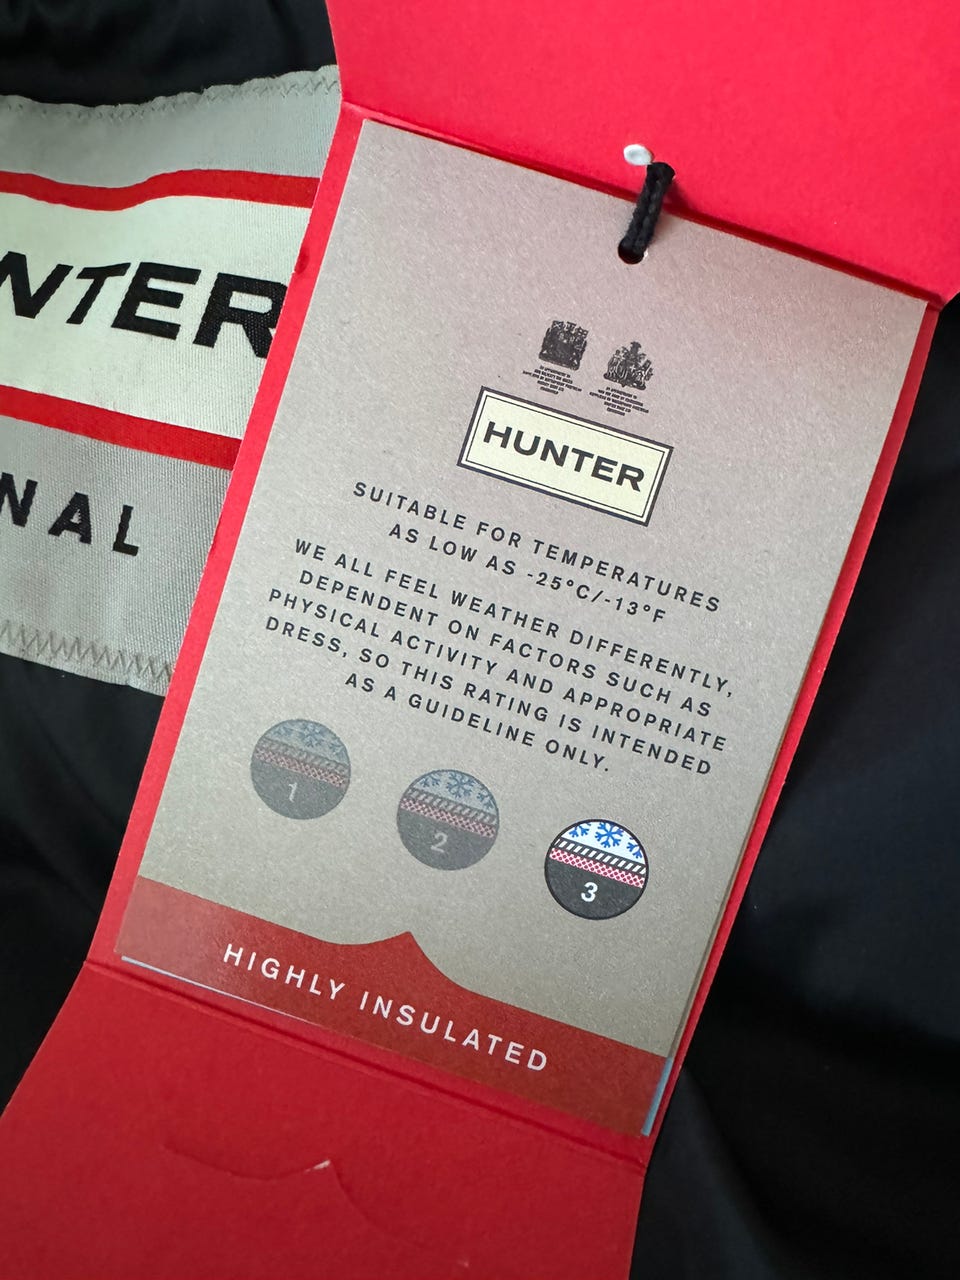 NTER
NAL
HUNTER
SUITABLE FOR TEMPERATURES
AS LOW AS -25°C/-13°F
WE ALL FEEL WEATHER DIFFERENTLY,
DEPENDENT ON FACTORS SUCH AS
PHYSICAL ACTIVITY AND APPROPRIATE
DRESS, SO THIS RATING IS INTENDED
AS A GUIDELINE ONLY.
1
2
3
HIGHLY INSULATED